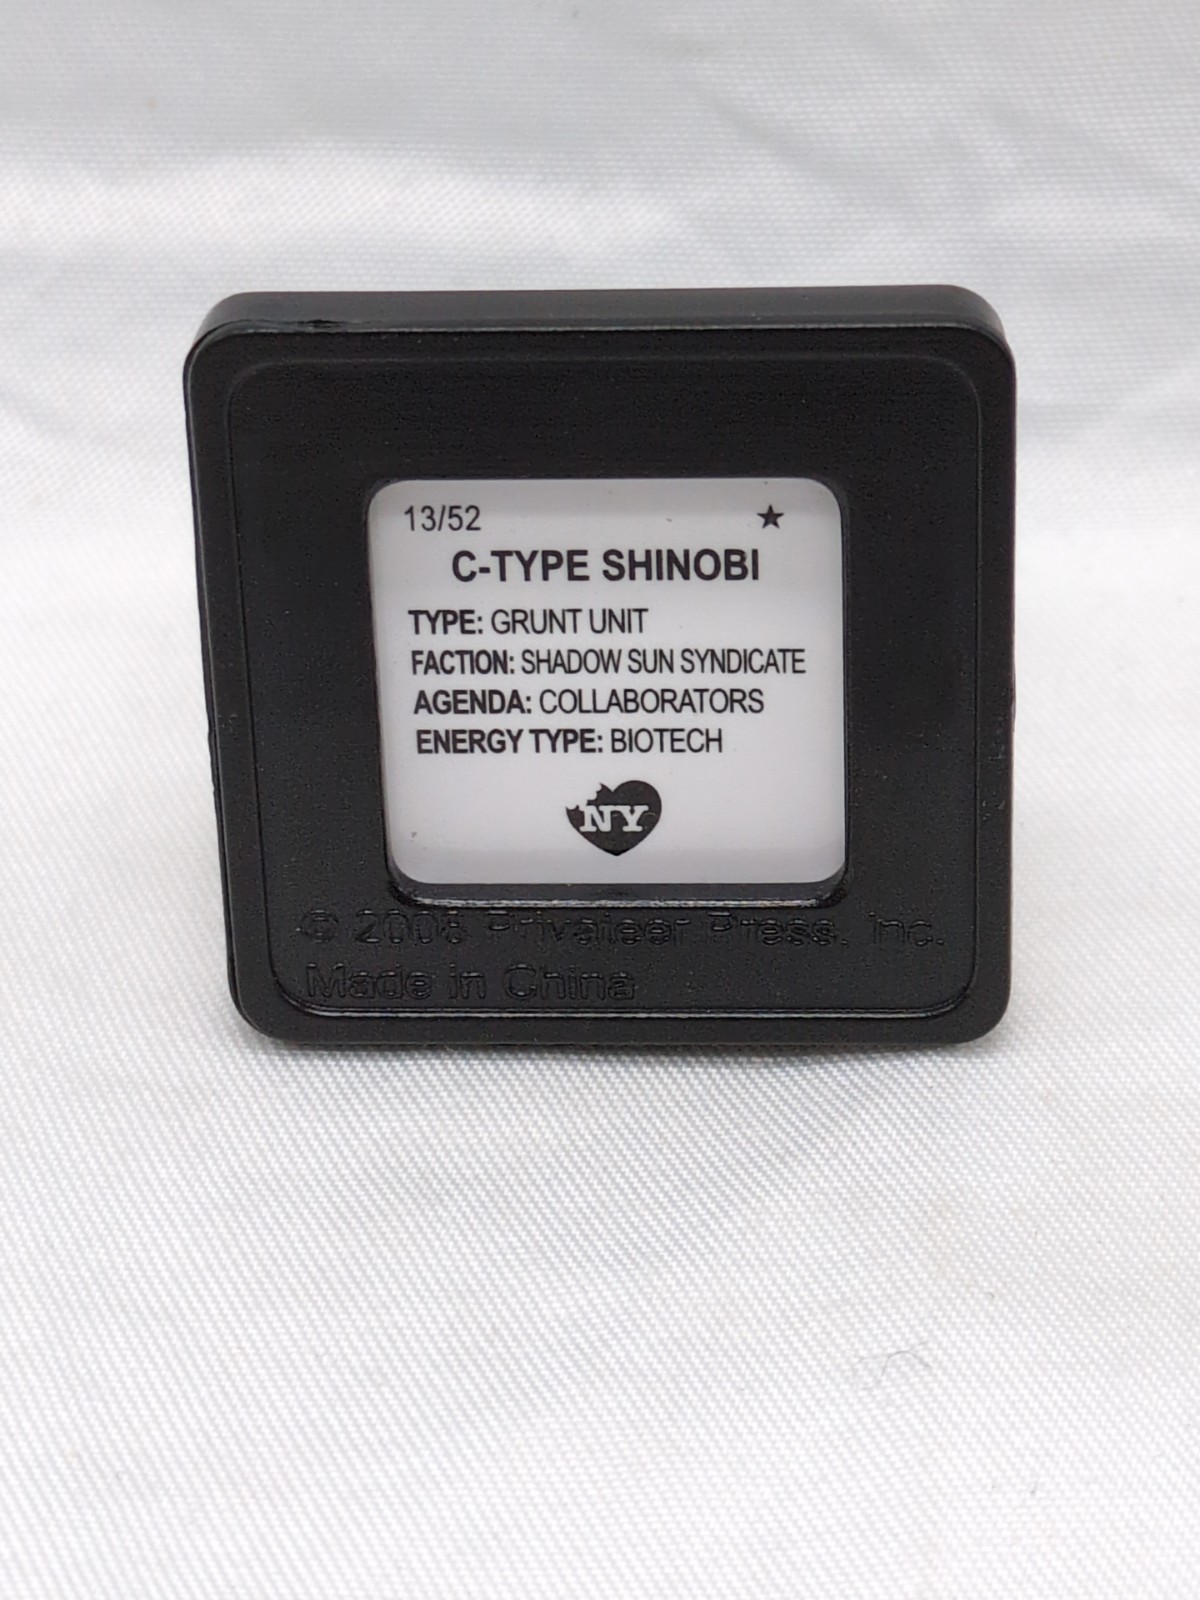 13/52 ★
C-TYPE SHINOBI
TYPE: GRUNT UNIT
FACTION: SHADOW SUN SYNDICATE
AGENDA: COLLABORATORS
ENERGY TYPE: BIOTECH
NY
© 2008 Privateer Press, Inc.
Made in China